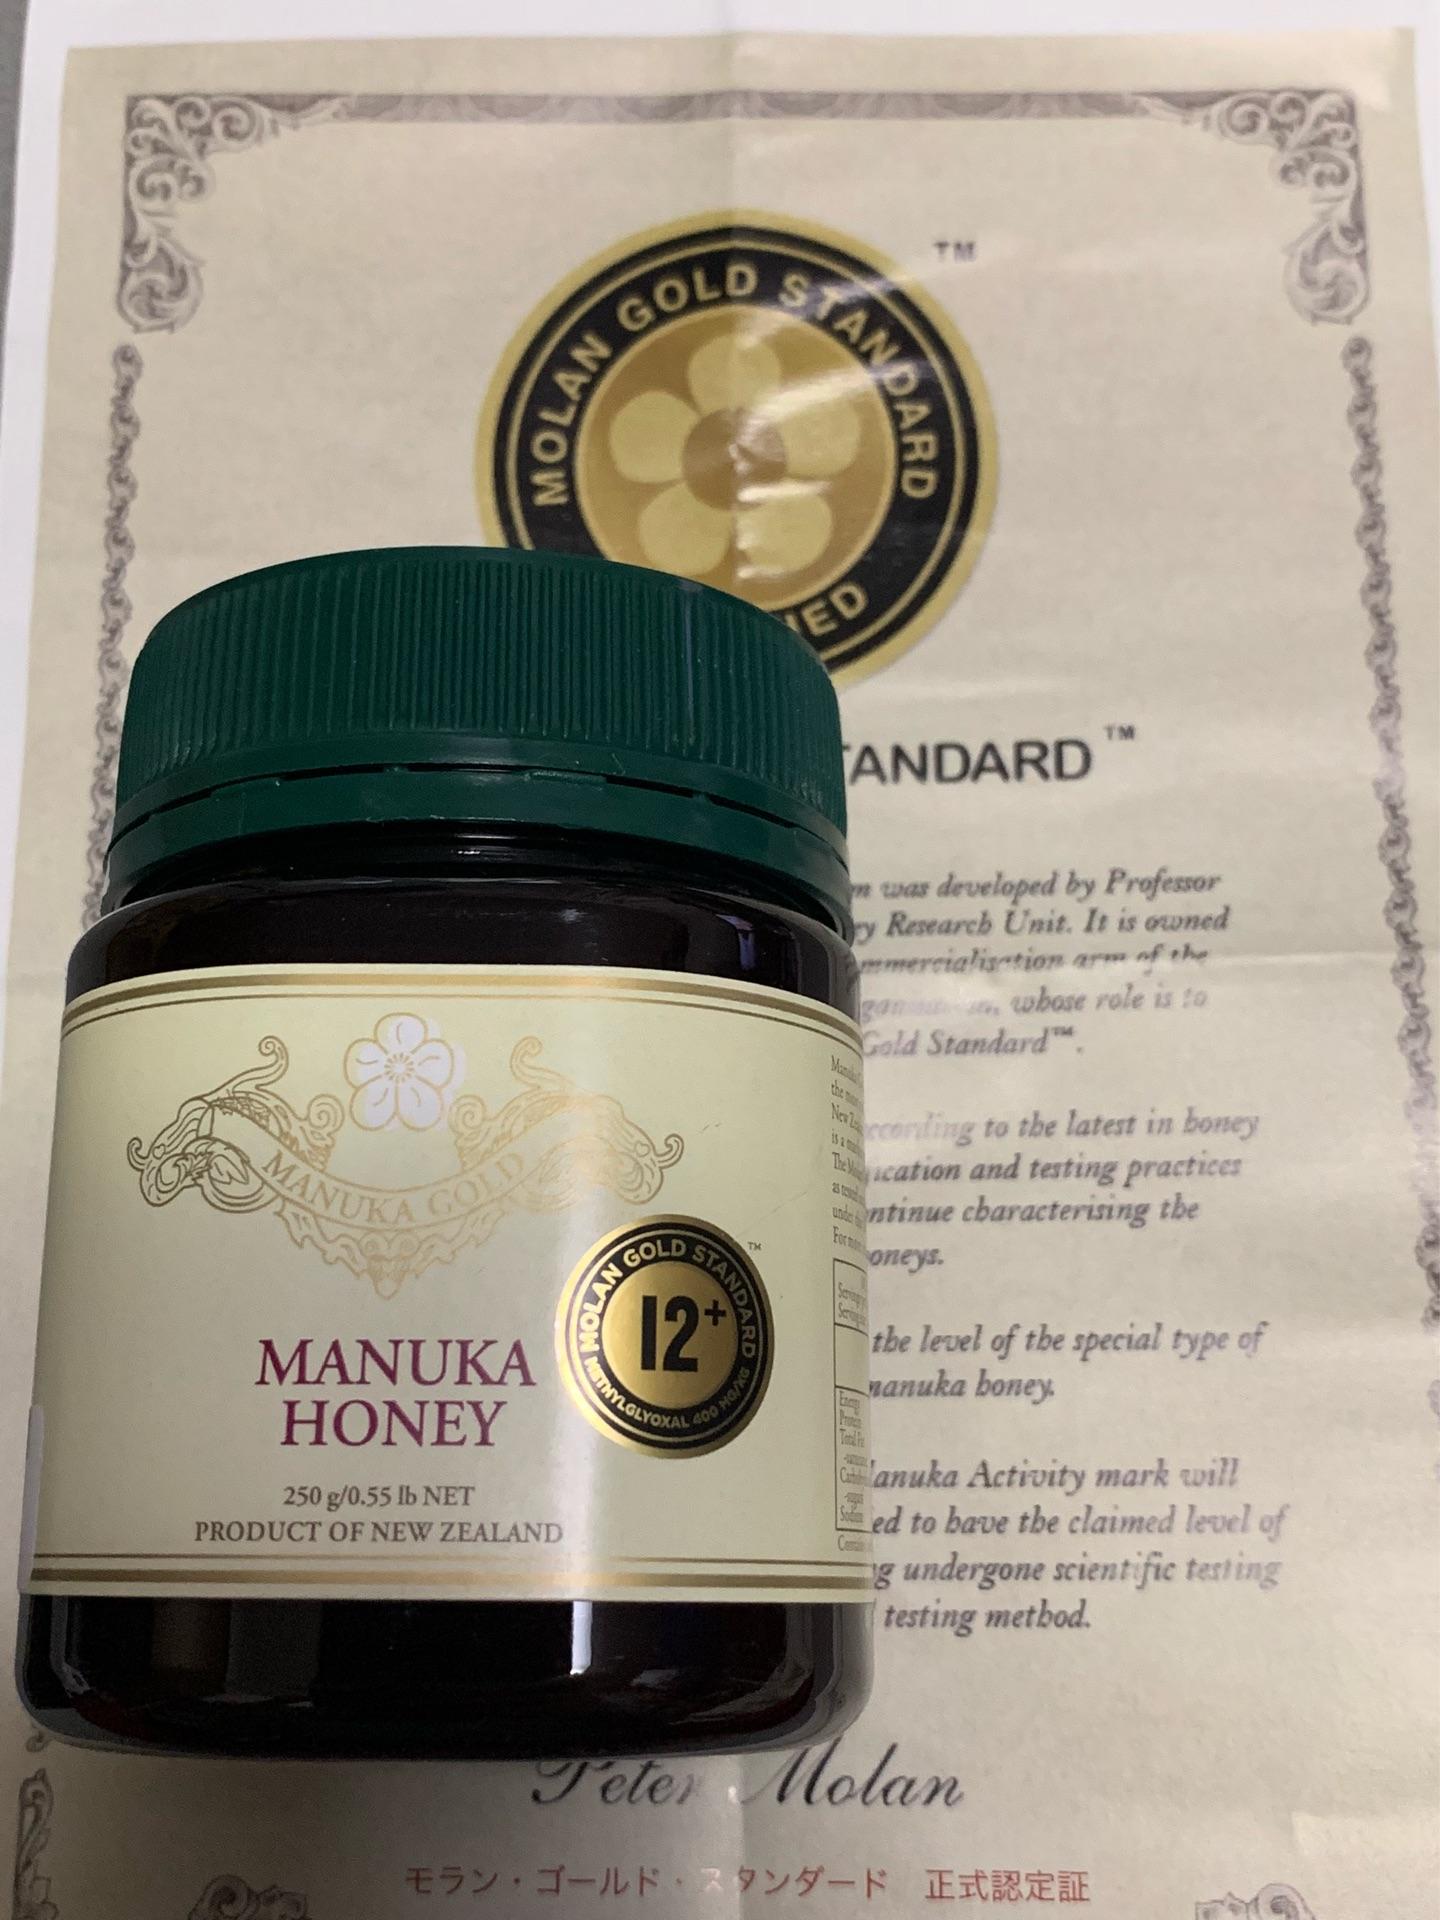 MOLAN GOLD STANDARD
TM
TANDARD TM
was developed by Professor
Research Unit. It is owned
arm of the
whose role is to
Gold Standard™.
to the latest in honey
and testing practices
characterising the
the level of the special type of
manuka honey.
Activity mark will
ed to have the claimed level of
undergone scientific testing
testing method.
Peter Molan
モラン・ゴールド・スタンダード 正式認定証
MANUKA GOLD
MOLAN GOLD STANDARD
TM
12+
METHYLGLYOXAL 400 MG/KG
MANUKA
HONEY
250 g/0.55 lb NET
PRODUCT OF NEW ZEALAND
Energy
Protein